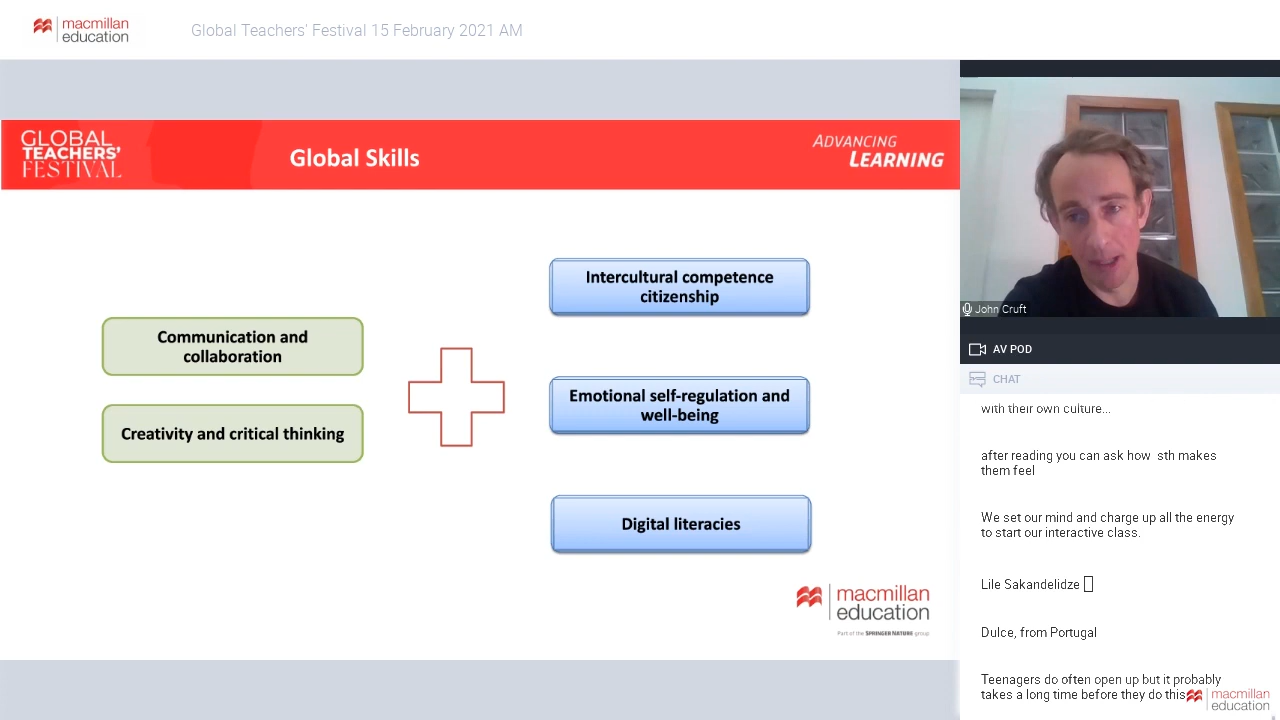 macmillan
education
Global Teachers' Festival 15 February 2021 AM
GLOBAL
TEACHERS'
FESTIVAL
Global Skills
ADVANCING
LEARNING
Communication and
collaboration
Creativity and critical thinking
Intercultural competence
citizenship
Emotional self-regulation and
well-being
Digital literacies
macmillan
education
Part of the SPRINGER NATURE group
John Cruft
AV POD
CHAT
with their own culture...
after reading you can ask how sth makes
them feel
We set our mind and charge up all the energy
to start our interactive class.
Lile Sakandelidze
Dulce, from Portugal
Teenagers do often open up but it probably
takes a long time before they do this
macmillan
education